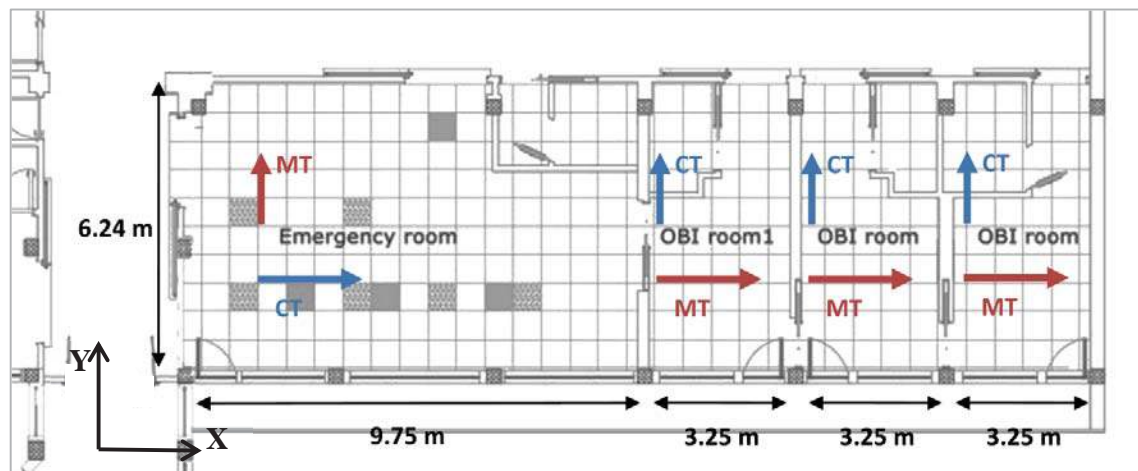 MT
CT
CT
CT
6.24 m
Emergency room
OBI room1
OBI room
OBI room
CT
MT
MT
MT
Y
X
9.75 m
3.25 m
3.25 m
3.25 m